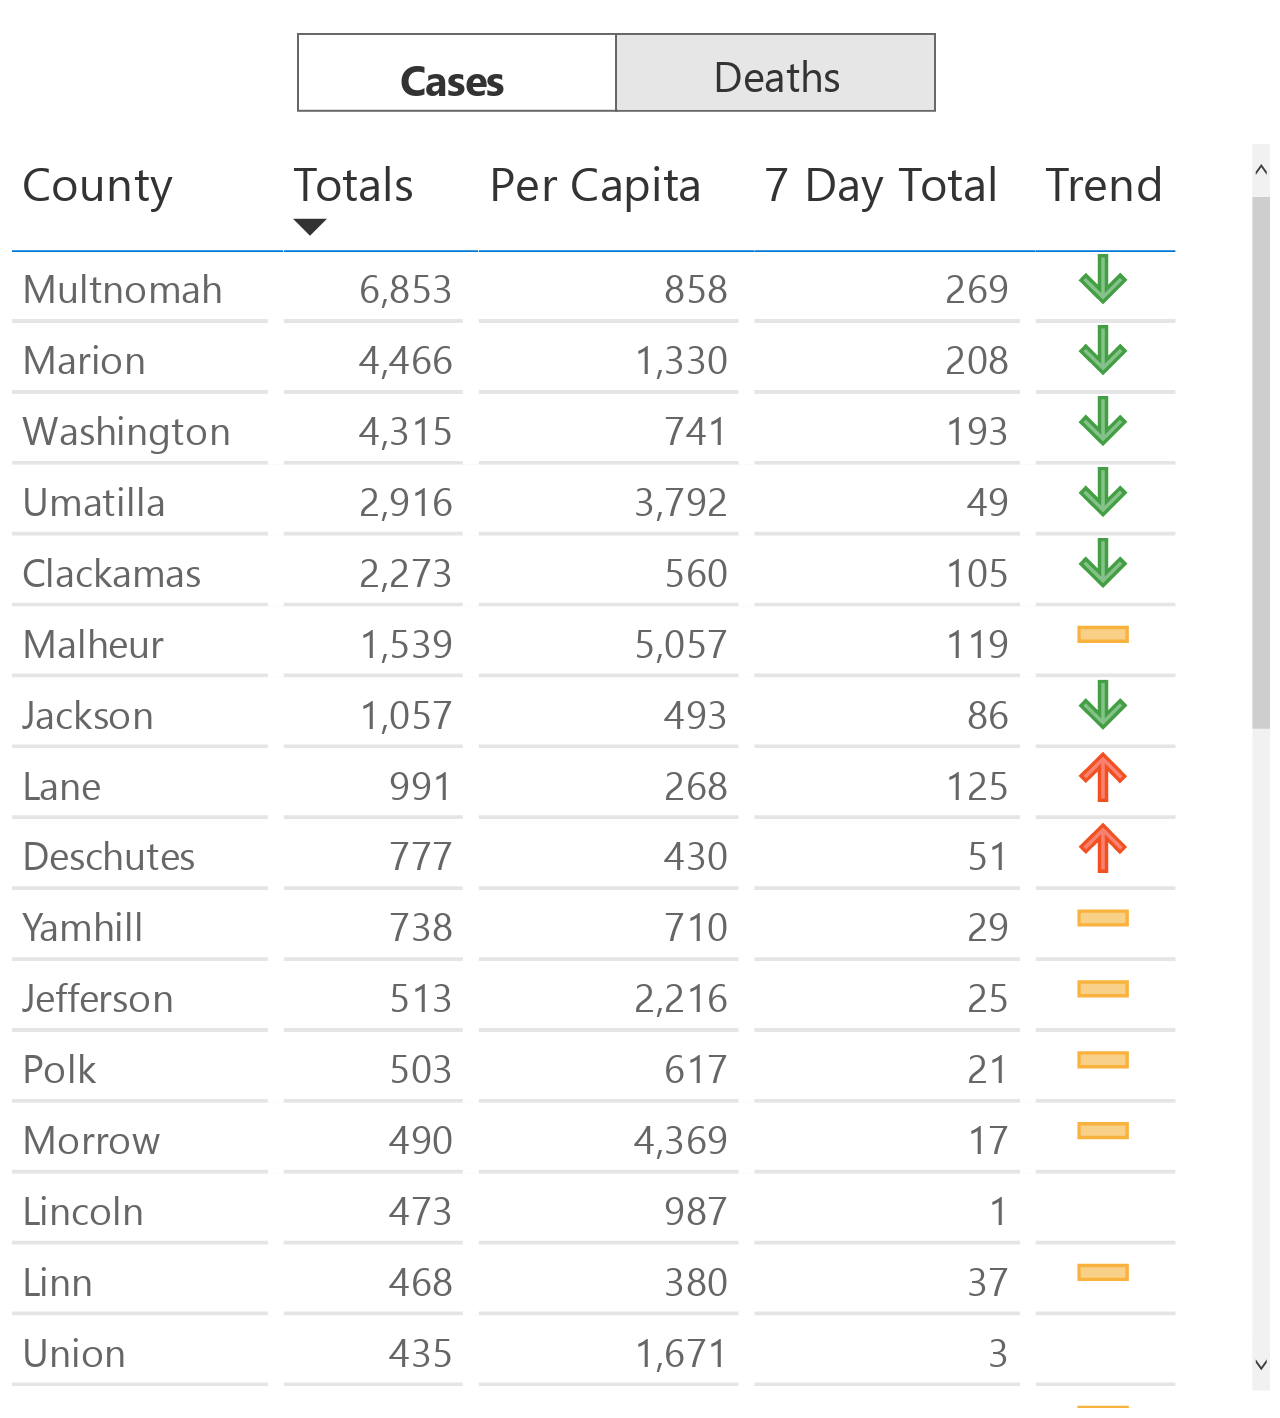 Cases Deaths
County Totals Per Capita 7 Day Total Trend
Multnomah 6,853 858 269
Marion 4,466 1,330 208
Washington 4,315 741 193
Umatilla 2,916 3,792 49
Clackamas 2,273 560 105
Malheur 1,539 5,057 119
Jackson 1,057 493 86
Lane 991 268 125
Deschutes 777 430 51
Yamhill 738 710 29
Jefferson 513 2,216 25
Polk 503 617 21
Morrow 490 4,369 17
Lincoln 473 987 1
Linn 468 380 37
Union 435 1,671 3